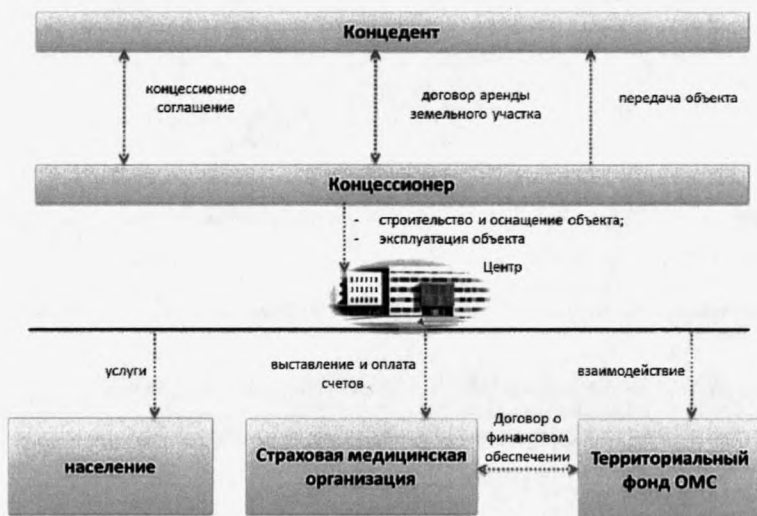 Концедент
концессионное
соглашение
договор аренды
земельного участка
передача объекта
Концессионер
- строительство и оснащение объекта;
- эксплуатация объекта
Центр
услуги
выставление и оплата
счетов
взаимодействие
население
Страховая медицинская
организация
Договор о
финансовом
обеспечении
Территориальный
фонд ОМС